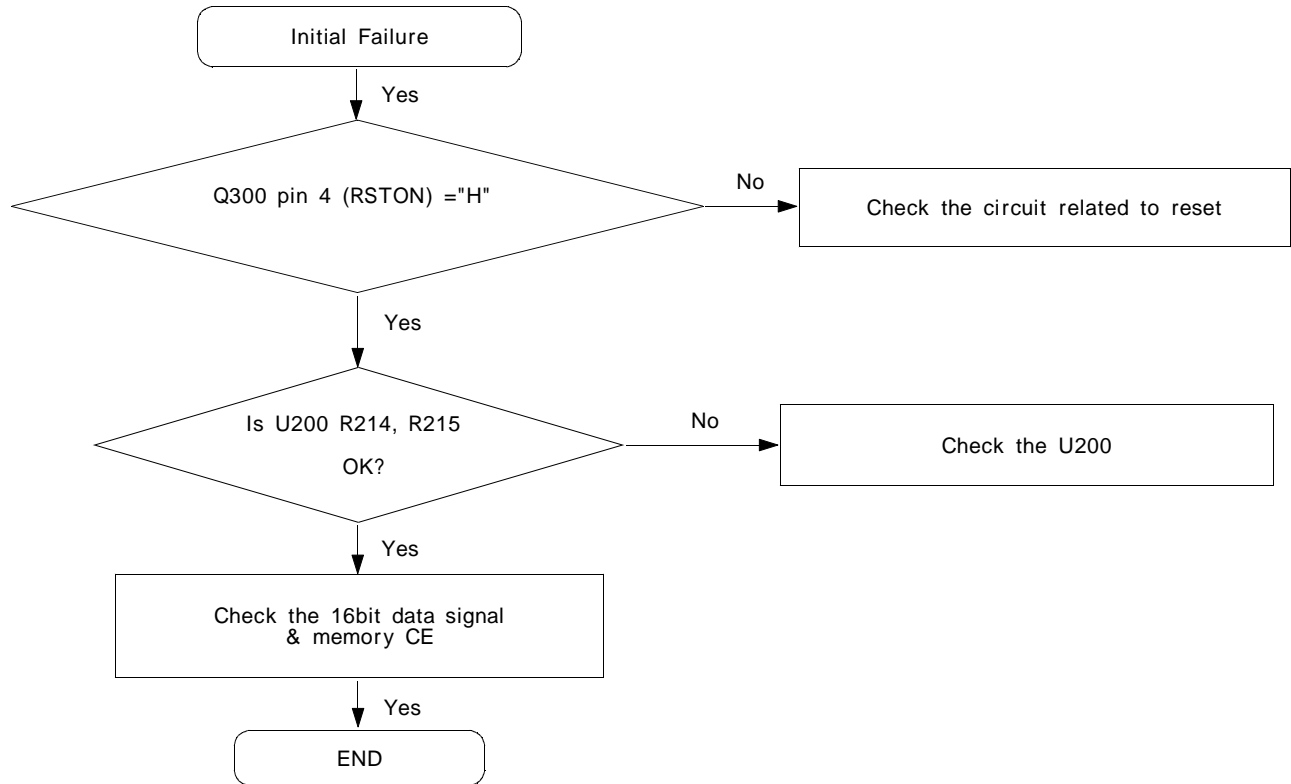 Initial Failure
Yes
Q300 pin 4 (RSTON) ="H"
No
Check the circuit related to reset
Yes
Is U200 R214, R215
OK?
No
Check the U200
Yes
Check the 16bit data signal
& memory CE
Yes
END